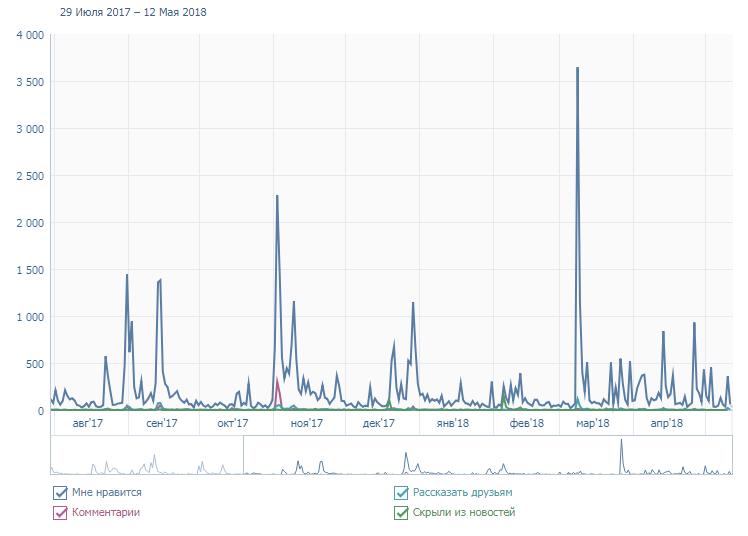 29 Июля 2017 – 12 Мая 2018
4 000
3 500
3 000
2 500
2 000
1 500
1 000
500
0
авг'17 сен'17 окт'17 ноя'17 дек'17 янв'18 фев'18 мар'18 апр'18
Мне нравится Рассказать друзьям
Комментарии Скрыли из новостей